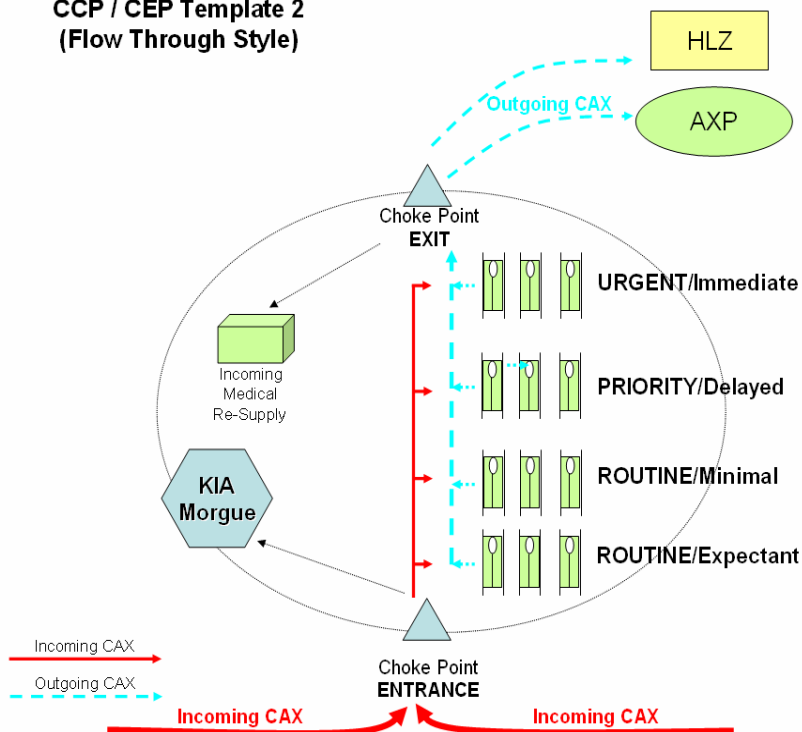 CCP / CEP Template 2
(Flow Through Style)
HLZ
Outgoing CAX
AXP
Choke Point
EXIT
URGENT/Immediate
Incoming
Medical
Re-Supply
PRIORITY/Delayed
KIA
Morgue
ROUTINE/Minimal
ROUTINE/Expectant
Incoming CAX
Outgoing CAX
Choke Point
ENTRANCE
Incoming CAX
Incoming CAX